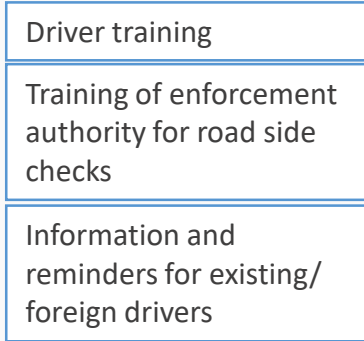 Driver training
Training of enforcement
authority for road side
checks
Information and
reminders for existing/
foreign drivers